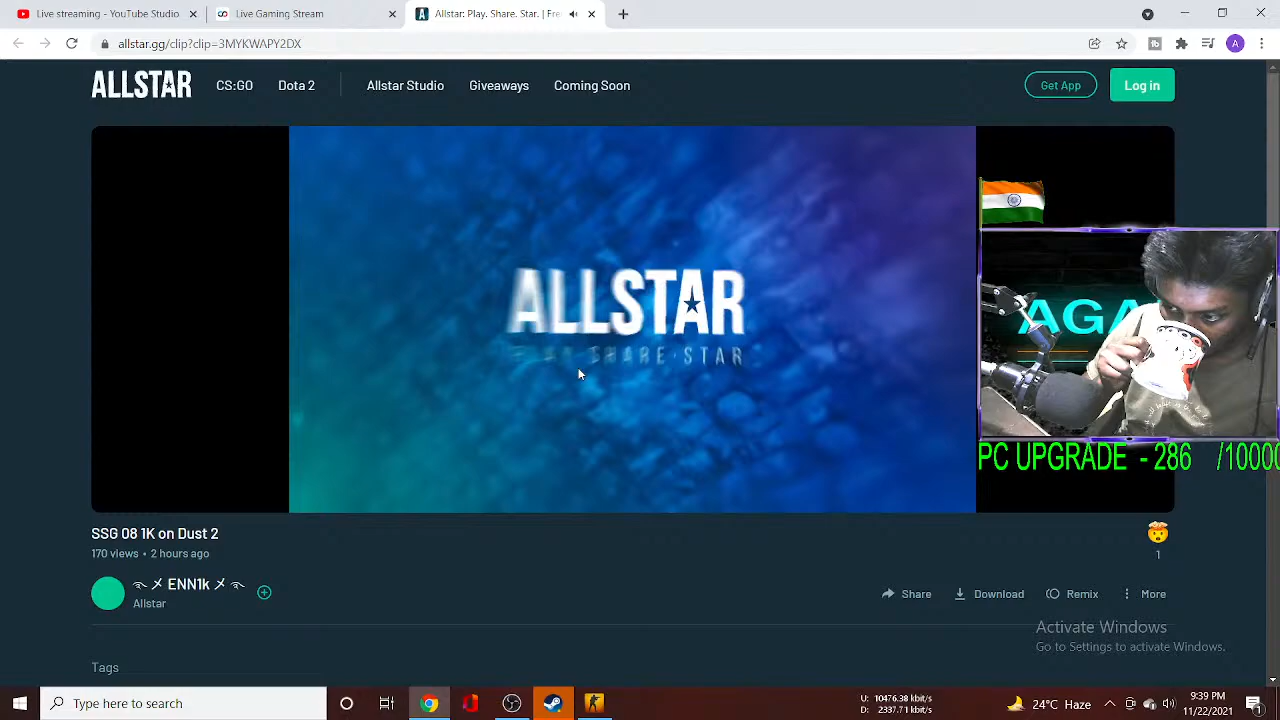 Live streaming - YouTube Studio
Live Gaming Stream
Allstar: Play. Share. Star. | Fre
allstar.gg/clip?clip=3MYKWAPY2DX
ALLSTAR
CS:GO
Dota 2
Allstar Studio
Giveaways
Coming Soon
Get App
Log in
ALLSTAR
SHARE·STAR
AGA
PC UPGRADE - 286 /10000
SSG 08 1K on Dust 2
170 views • 2 hours ago
1
ENN1k
Allstar
Share
Download
Remix
More
Activate Windows
Go to Settings to activate Windows.
Tags
Type here to search
U: 10476.38 kbit/s
D: 2337.71 kbit/s
24°C Haze
9:39 PM
11/22/2021